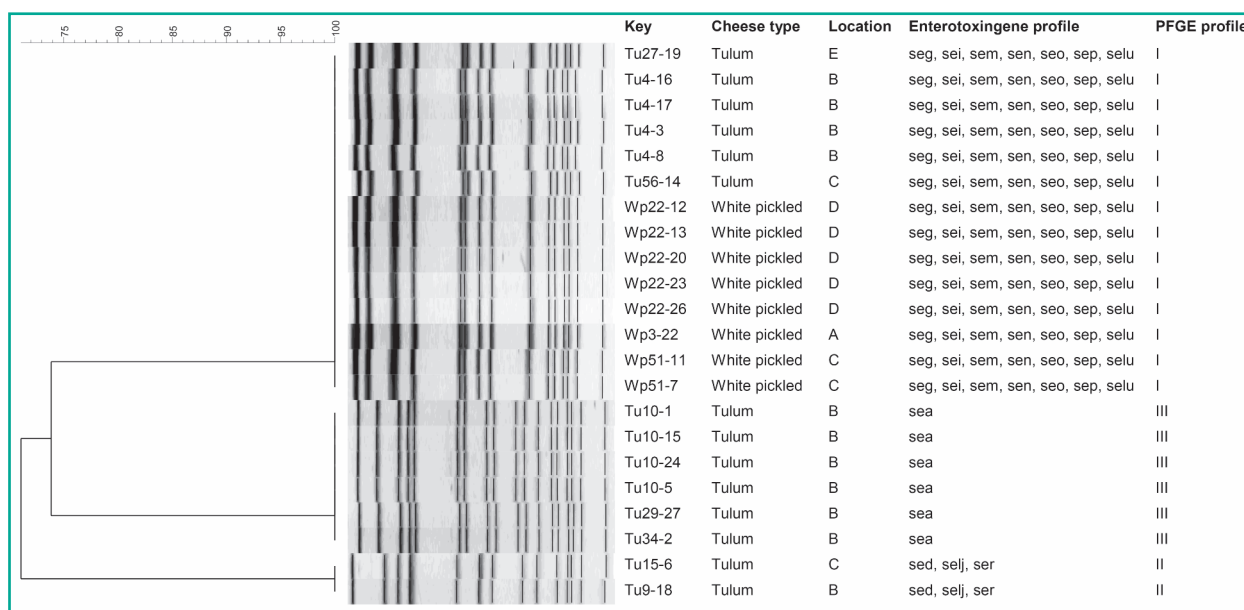 75 80 85 90 95 100 Key Cheese type Location Enterotoxingene profile PFGE profile
Tu27-19 Tulum E seg, sei, sem, sen, seo, sep, selu I
Tu4-16 Tulum B seg, sei, sem, sen, seo, sep, selu I
Tu4-17 Tulum B seg, sei, sem, sen, seo, sep, selu I
Tu4-3 Tulum B seg, sei, sem, sen, seo, sep, selu I
Tu4-8 Tulum B seg, sei, sem, sen, seo, sep, selu I
Tu56-14 Tulum C seg, sei, sem, sen, seo, sep, selu I
Wp22-12 White pickled D seg, sei, sem, sen, seo, sep, selu I
Wp22-13 White pickled D seg, sei, sem, sen, seo, sep, selu I
Wp22-20 White pickled D seg, sei, sem, sen, seo, sep, selu I
Wp22-23 White pickled D seg, sei, sem, sen, seo, sep, selu I
Wp22-26 White pickled D seg, sei, sem, sen, seo, sep, selu I
Wp3-22 White pickled A seg, sei, sem, sen, seo, sep, selu I
Wp51-11 White pickled C seg, sei, sem, sen, seo, sep, selu I
Wp51-7 White pickled C seg, sei, sem, sen, seo, sep, selu I
Tu10-1 Tulum B sea III
Tu10-15 Tulum B sea III
Tu10-24 Tulum B sea III
Tu10-5 Tulum B sea III
Tu29-27 Tulum B sea III
Tu34-2 Tulum B sea III
Tu15-6 Tulum C sed, selj, ser II
Tu9-18 Tulum B sed, selj, ser II